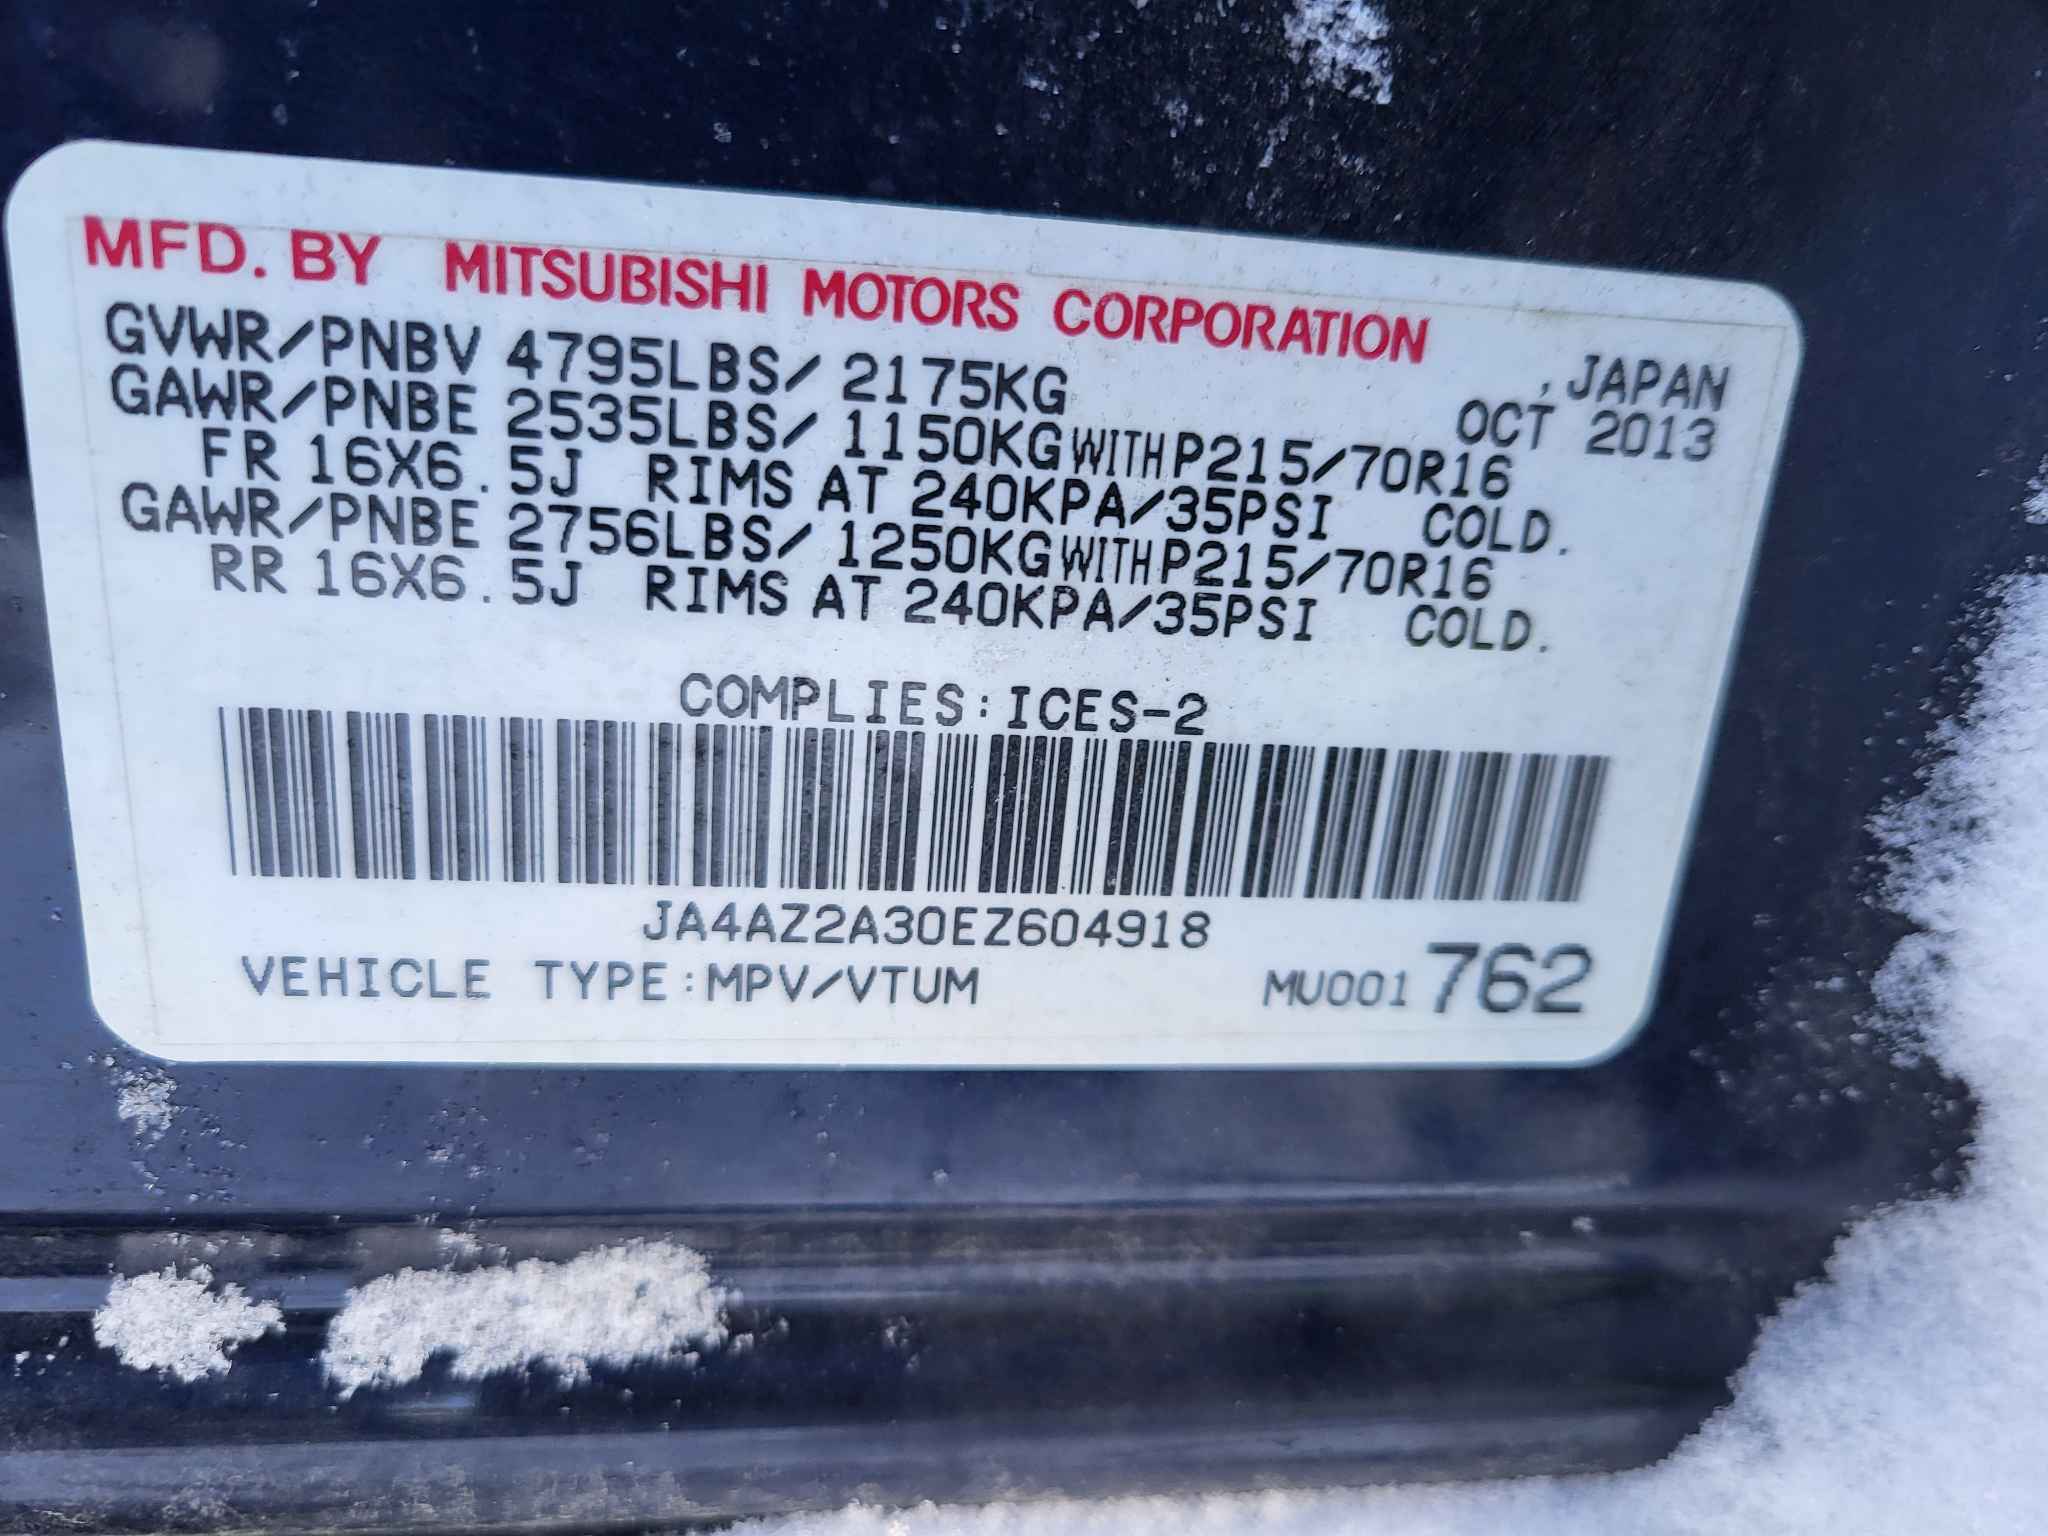 MFD. BY MITSUBISHI MOTORS CORPORATION
GVWR/PNBV 4795LBS/ 2175KG , JAPAN
GAWR/PNBE 2535LBS/ 1150KG WITH P215/70R16 OCT 2013
FR 16X6.5J RIMS AT 240KPA/35PSI COLD.
GAWR/PNBE 2756LBS/ 1250KG WITH P215/70R16
RR 16X6.5J RIMS AT 240KPA/35PSI COLD.
COMPLIES:ICES-2
JA4AZ2A30EZ604918
VEHICLE TYPE:MPV/VTUM MU001 762